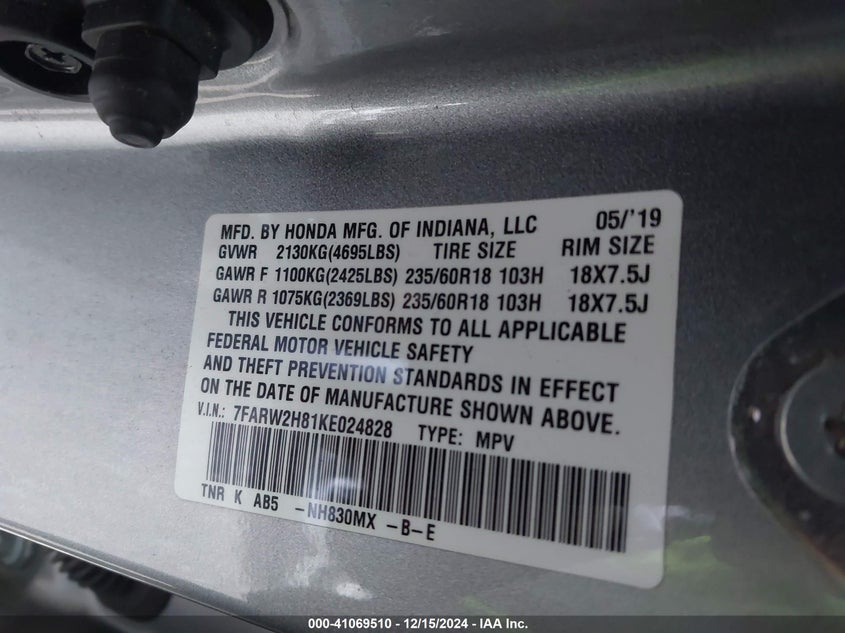 MFD. BY HONDA MFG. OF INDIANA, LLC 05/'19
GVWR 2130KG(4695LBS) TIRE SIZE RIM SIZE
GAWR F 1100KG(2425LBS) 235/60R18 103H 18X7.5J
GAWR R 1075KG(2369LBS) 235/60R18 103H 18X7.5J
THIS VEHICLE CONFORMS TO ALL APPLICABLE
FEDERAL MOTOR VEHICLE SAFETY
AND THEFT PREVENTION STANDARDS IN EFFECT
ON THE DATE OF MANUFACTURE SHOWN ABOVE.
V.I.N.: 7FARW2H81KE024828 TYPE: MPV
TNR K AB5 -NH830MX -B-E
000-41069510 - 12/15/2024 - IAA Inc.